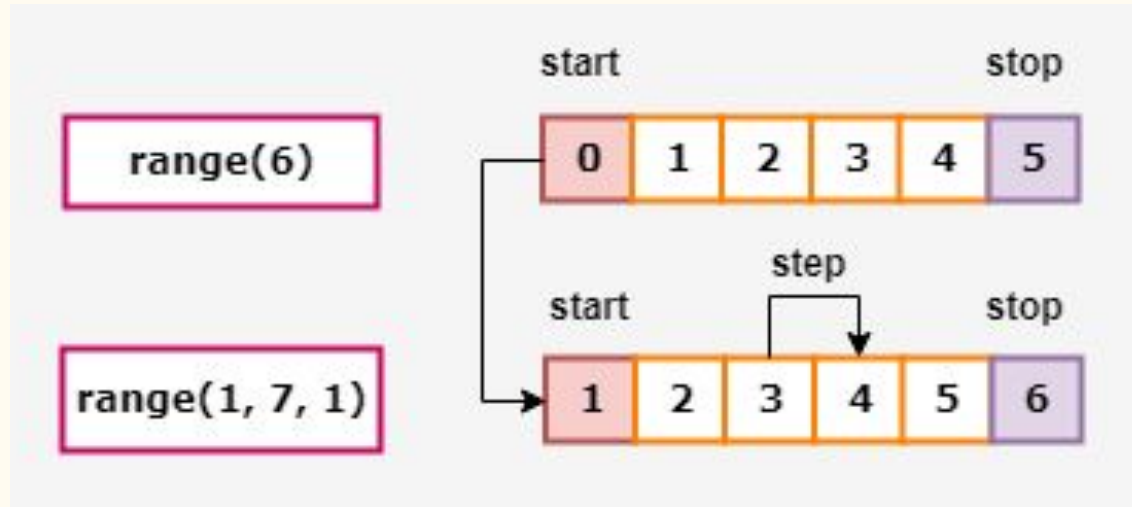 start stop
range(6) 0 1 2 3 4 5
step
start stop
range(1, 7, 1) 1 2 3 4 5 6